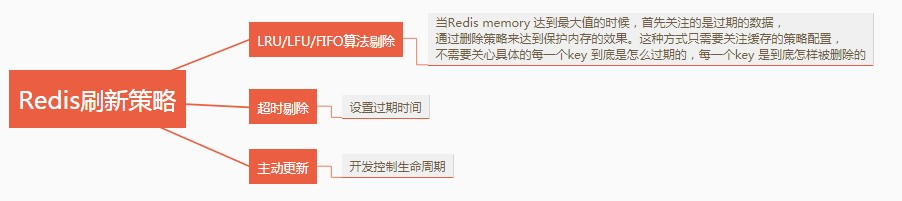 Redis刷新策略
LRU/LFU/FIFO算法剔除
当Redis memory 达到最大值的时候，首先关注的是过期的数据，
通过删除策略来达到保护内存的效果。这种方式只需要关注缓存的策略配置，
不需要关心具体的每一个key 到底是怎么过期的，每一个key 是到底怎样被删除的
超时剔除
设置过期时间
主动更新
开发控制生命周期